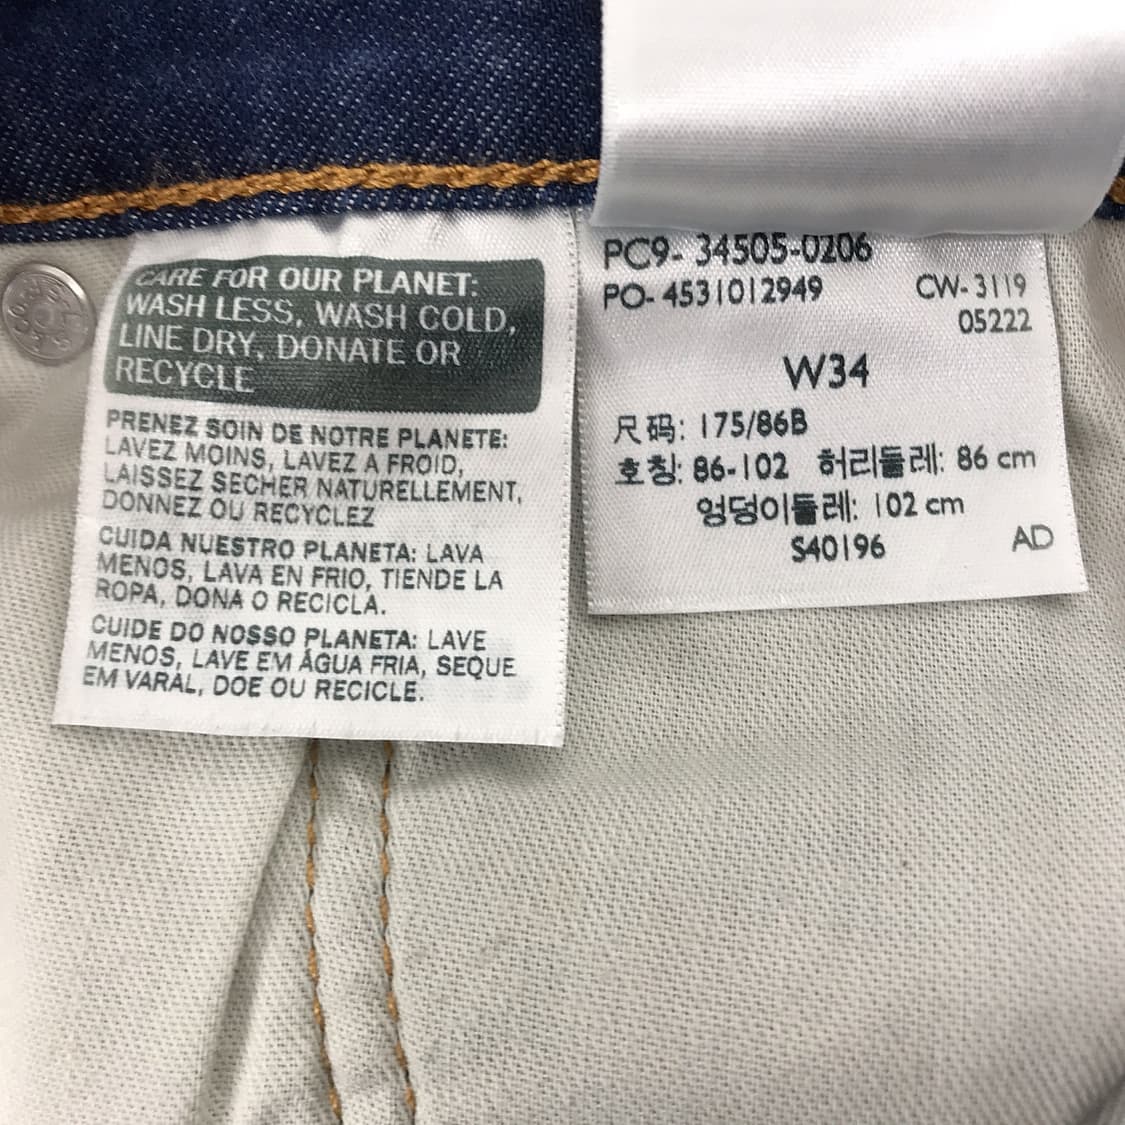 CARE FOR OUR PLANET:
WASH LESS, WASH COLD,
LINE DRY, DONATE OR
RECYCLE
PRENEZ SOIN DE NOTRE PLANETE:
LAVEZ MOINS, LAVEZ A FROID,
LAISSEZ SECHER NATURELLEMENT,
DONNEZ OU RECYCLEZ
CUIDA NUESTRO PLANETA: LAVA
MENOS, LAVA EN FRIO, TIENDE LA
ROPA, DONA O RECICLA.
CUIDE DO NOSSO PLANETA: LAVE
MENOS, LAVE EM ÁGUA FRIA, SEQUE
EM VARAL, DOE OU RECICLE.
PC9- 34505-0206
PO- 4531012949 CW-3119
05222
W34
尺码: 175/86B
호칭: 86-102 허리둘레: 86 cm
엉덩이둘레: 102 cm
S40196 AD